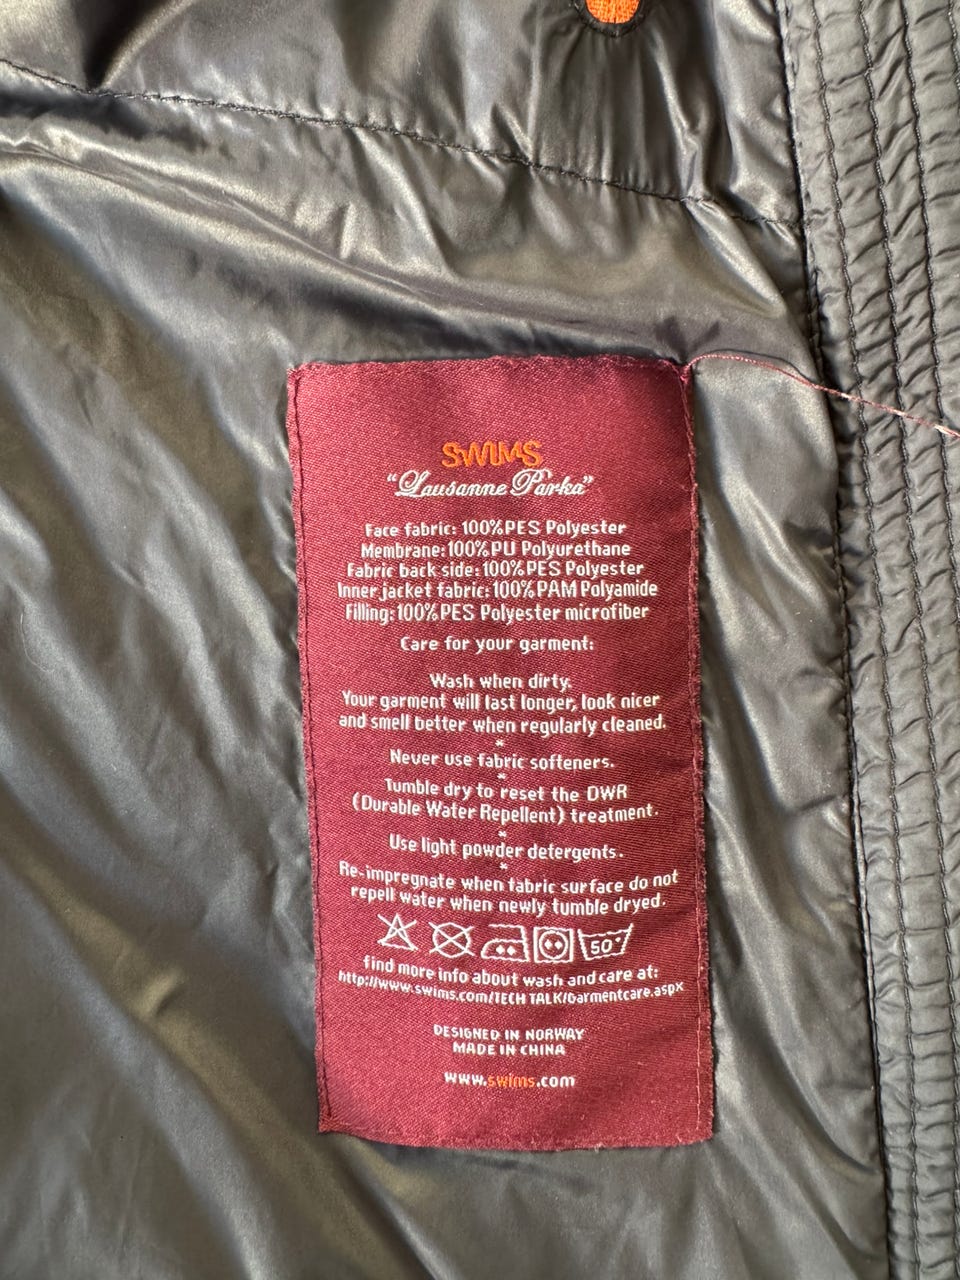 SWIMS
"Lausanne Parka"
Face fabric: 100%PES Polyester
Membrane: 100%PU Polyurethane
Fabric back side: 100%PES Polyester
Inner jacket fabric: 100%PAM Polyamide
Filling: 100%PES Polyester microfiber
Care for your garment:
Wash when dirty.
Your garment will last longer, look nicer
and smell better when regularly cleaned.
*
Never use fabric softeners.
*
Tumble dry to reset the DWR
(Durable Water Repellent) treatment.
*
Use light powder detergents.
*
Re-impregnate when fabric surface do not
repell water when newly tumble dryed.
50°
find more info about wash and care at:
http://www.swims.com/TECH TALK/Garmentcare.aspx
DESIGNED IN NORWAY
MADE IN CHINA
www.swims.com